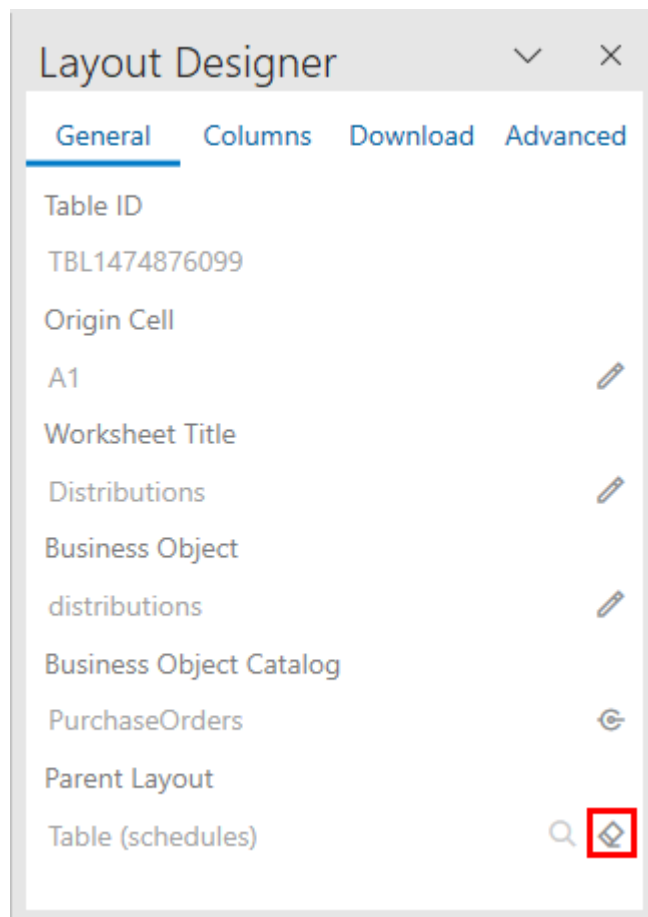 Layout Designer
General Columns Download Advanced
Table ID
TBL1474876099
Origin Cell
A1
Worksheet Title
Distributions
Business Object
distributions
Business Object Catalog
PurchaseOrders
Parent Layout
Table (schedules)